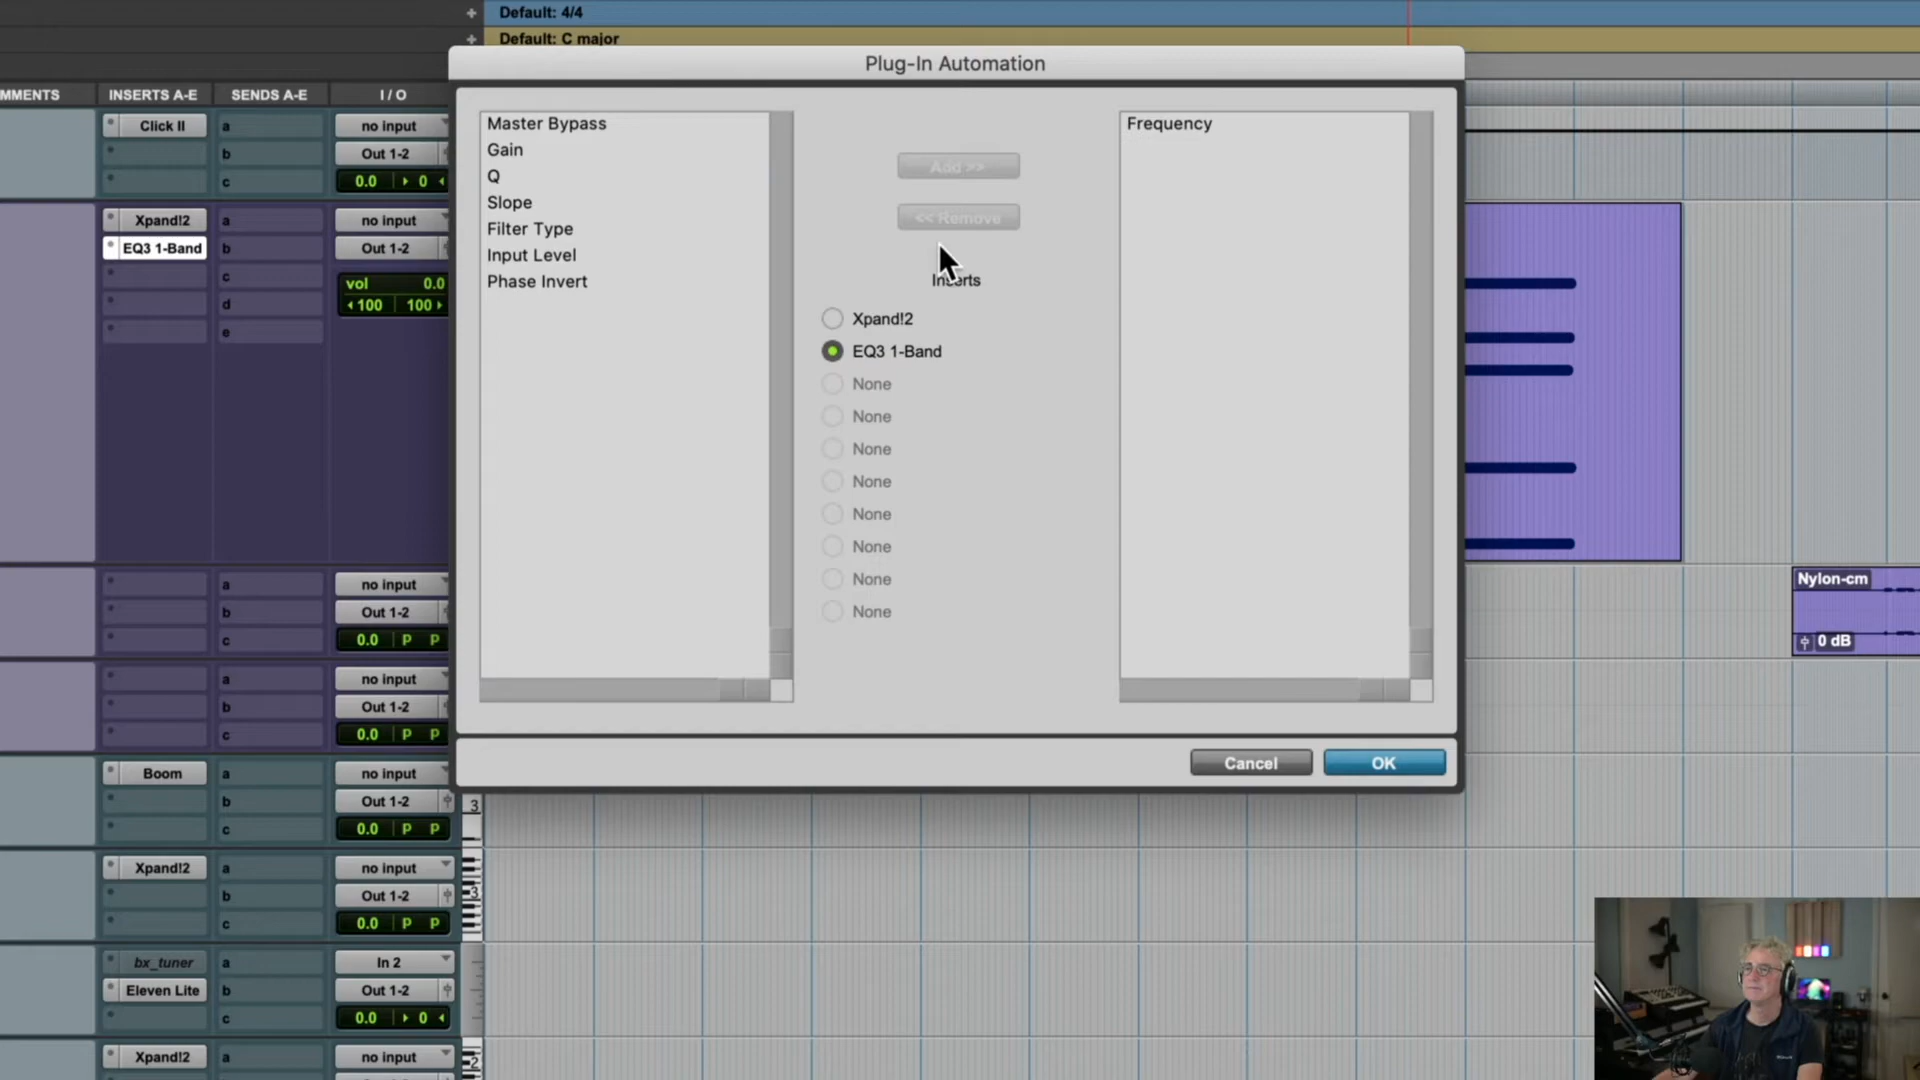 Default: 4/4
Default: C major
Plug-In Automation
MMENTS
INSERTS A-E
SENDS A-E
I / O
Master Bypass
Gain
Q
Slope
Filter Type
Input Level
Phase Invert
Add >>
<< Remove
Inserts
Xpand!2
EQ3 1-Band
None
None
None
None
None
None
None
None
Frequency
Cancel
OK
Click II
a
no input
b
Out 1-2
c
0.0
0
Xpand!2
a
no input
EQ3 1-Band
b
Out 1-2
c
vol 0.0
d
100 100
e
a
no input
b
Out 1-2
c
0.0 P P
a
no input
b
Out 1-2
c
0.0 P P
Boom
a
no input
b
Out 1-2
3
c
0.0 P P
Xpand!2
a
no input
b
Out 1-2
3
c
0.0 P P
bx_tuner
a
In 2
Eleven Lite
b
Out 1-2
c
0.0
0
Xpand!2
a
no input
2
Nylon-cm
0 dB